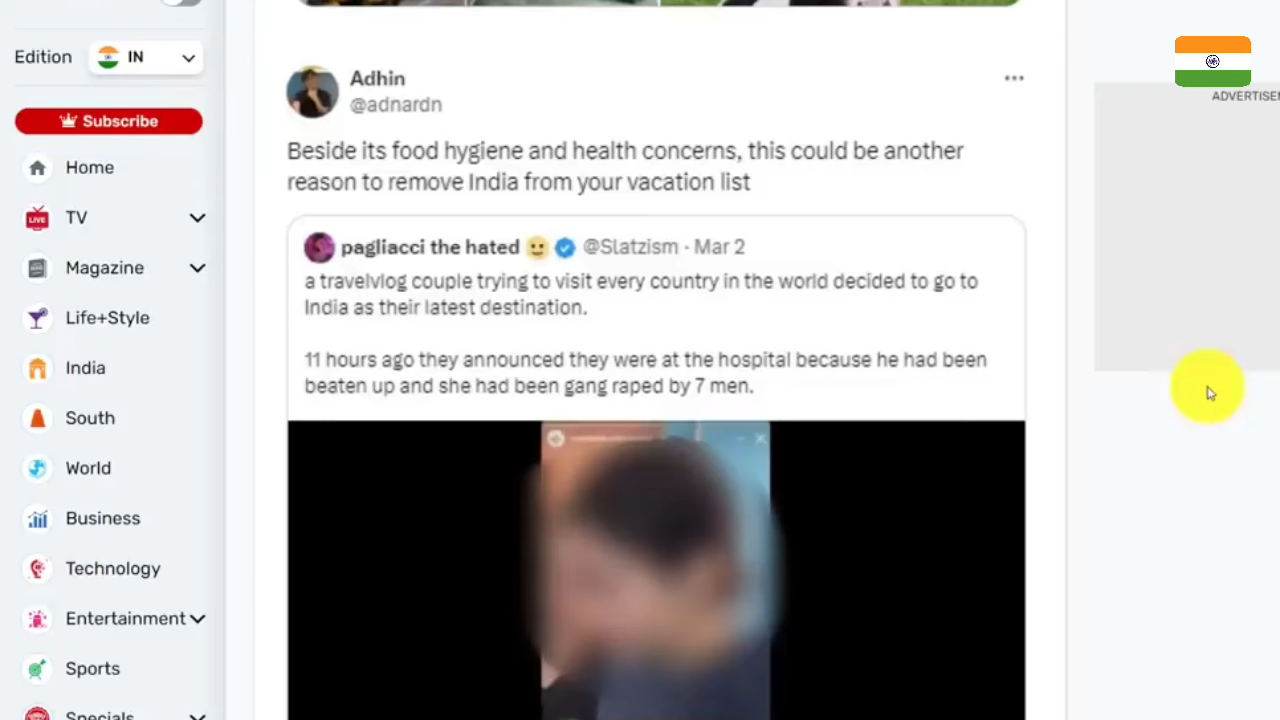 Edition
IN
Subscribe
Home
TV
LIVE
Magazine
Life+Style
India
South
World
Business
Technology
Entertainment
Sports
Specials
Adhin
@adnardn
Beside its food hygiene and health concerns, this could be another
reason to remove India from your vacation list
pagliacci the hated 🙂 @Slatzism · Mar 2
a travelvlog couple trying to visit every country in the world decided to go to
India as their latest destination.
11 hours ago they announced they were at the hospital because he had been
beaten up and she had been gang raped by 7 men.